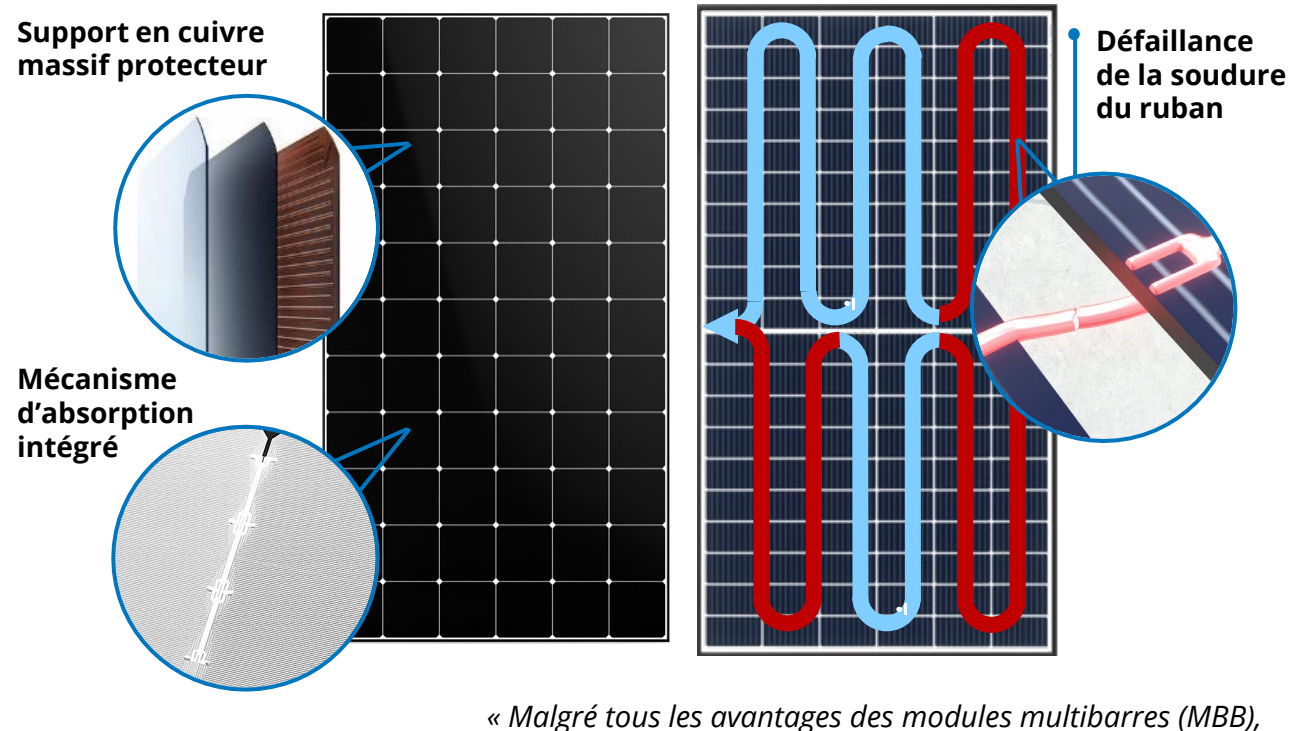 Support en cuivre
massif protecteur
Mécanisme
d’absorption
intégré
Défaillance
de la soudure
du ruban
« Malgré tous les avantages des modules multibarres (MBB),